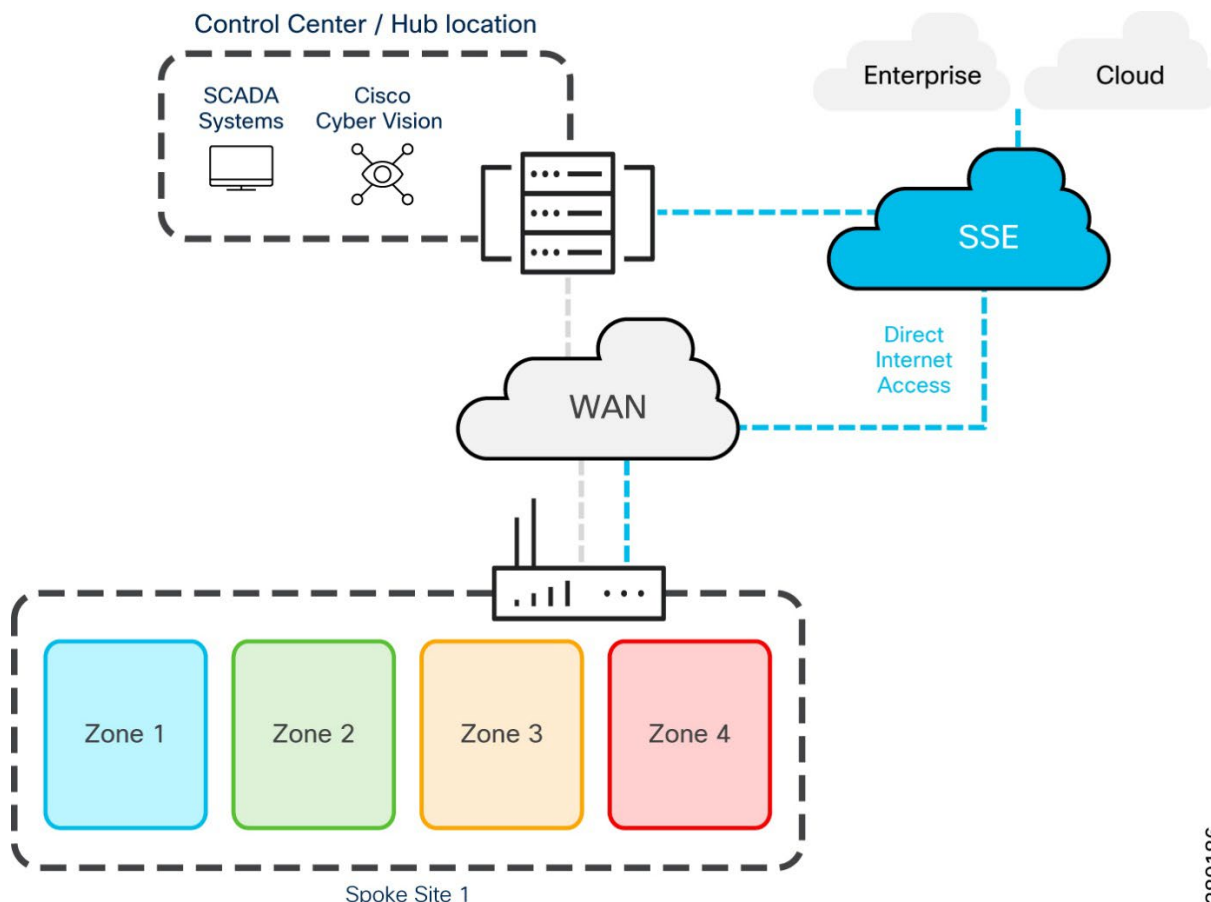 Control Center / Hub location
SCADA
Systems
Cisco
Cyber Vision
Enterprise
Cloud
SSE
Direct
Internet
Access
WAN
Zone 1
Zone 2
Zone 3
Zone 4
Spoke Site 1